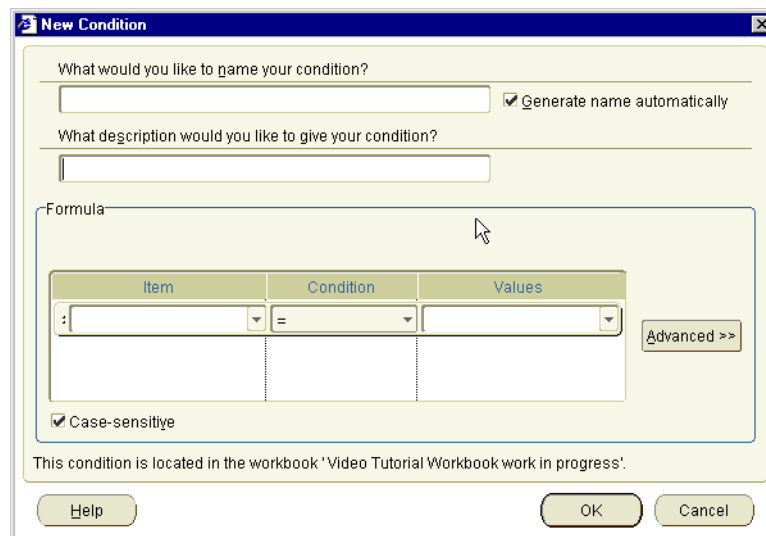 New Condition
What would you like to name your condition?
Generate name automatically
What description would you like to give your condition?
Formula
Item Condition Values
: =
Advanced >>
Case-sensitive
This condition is located in the workbook 'Video Tutorial Workbook work in progress'.
Help OK Cancel